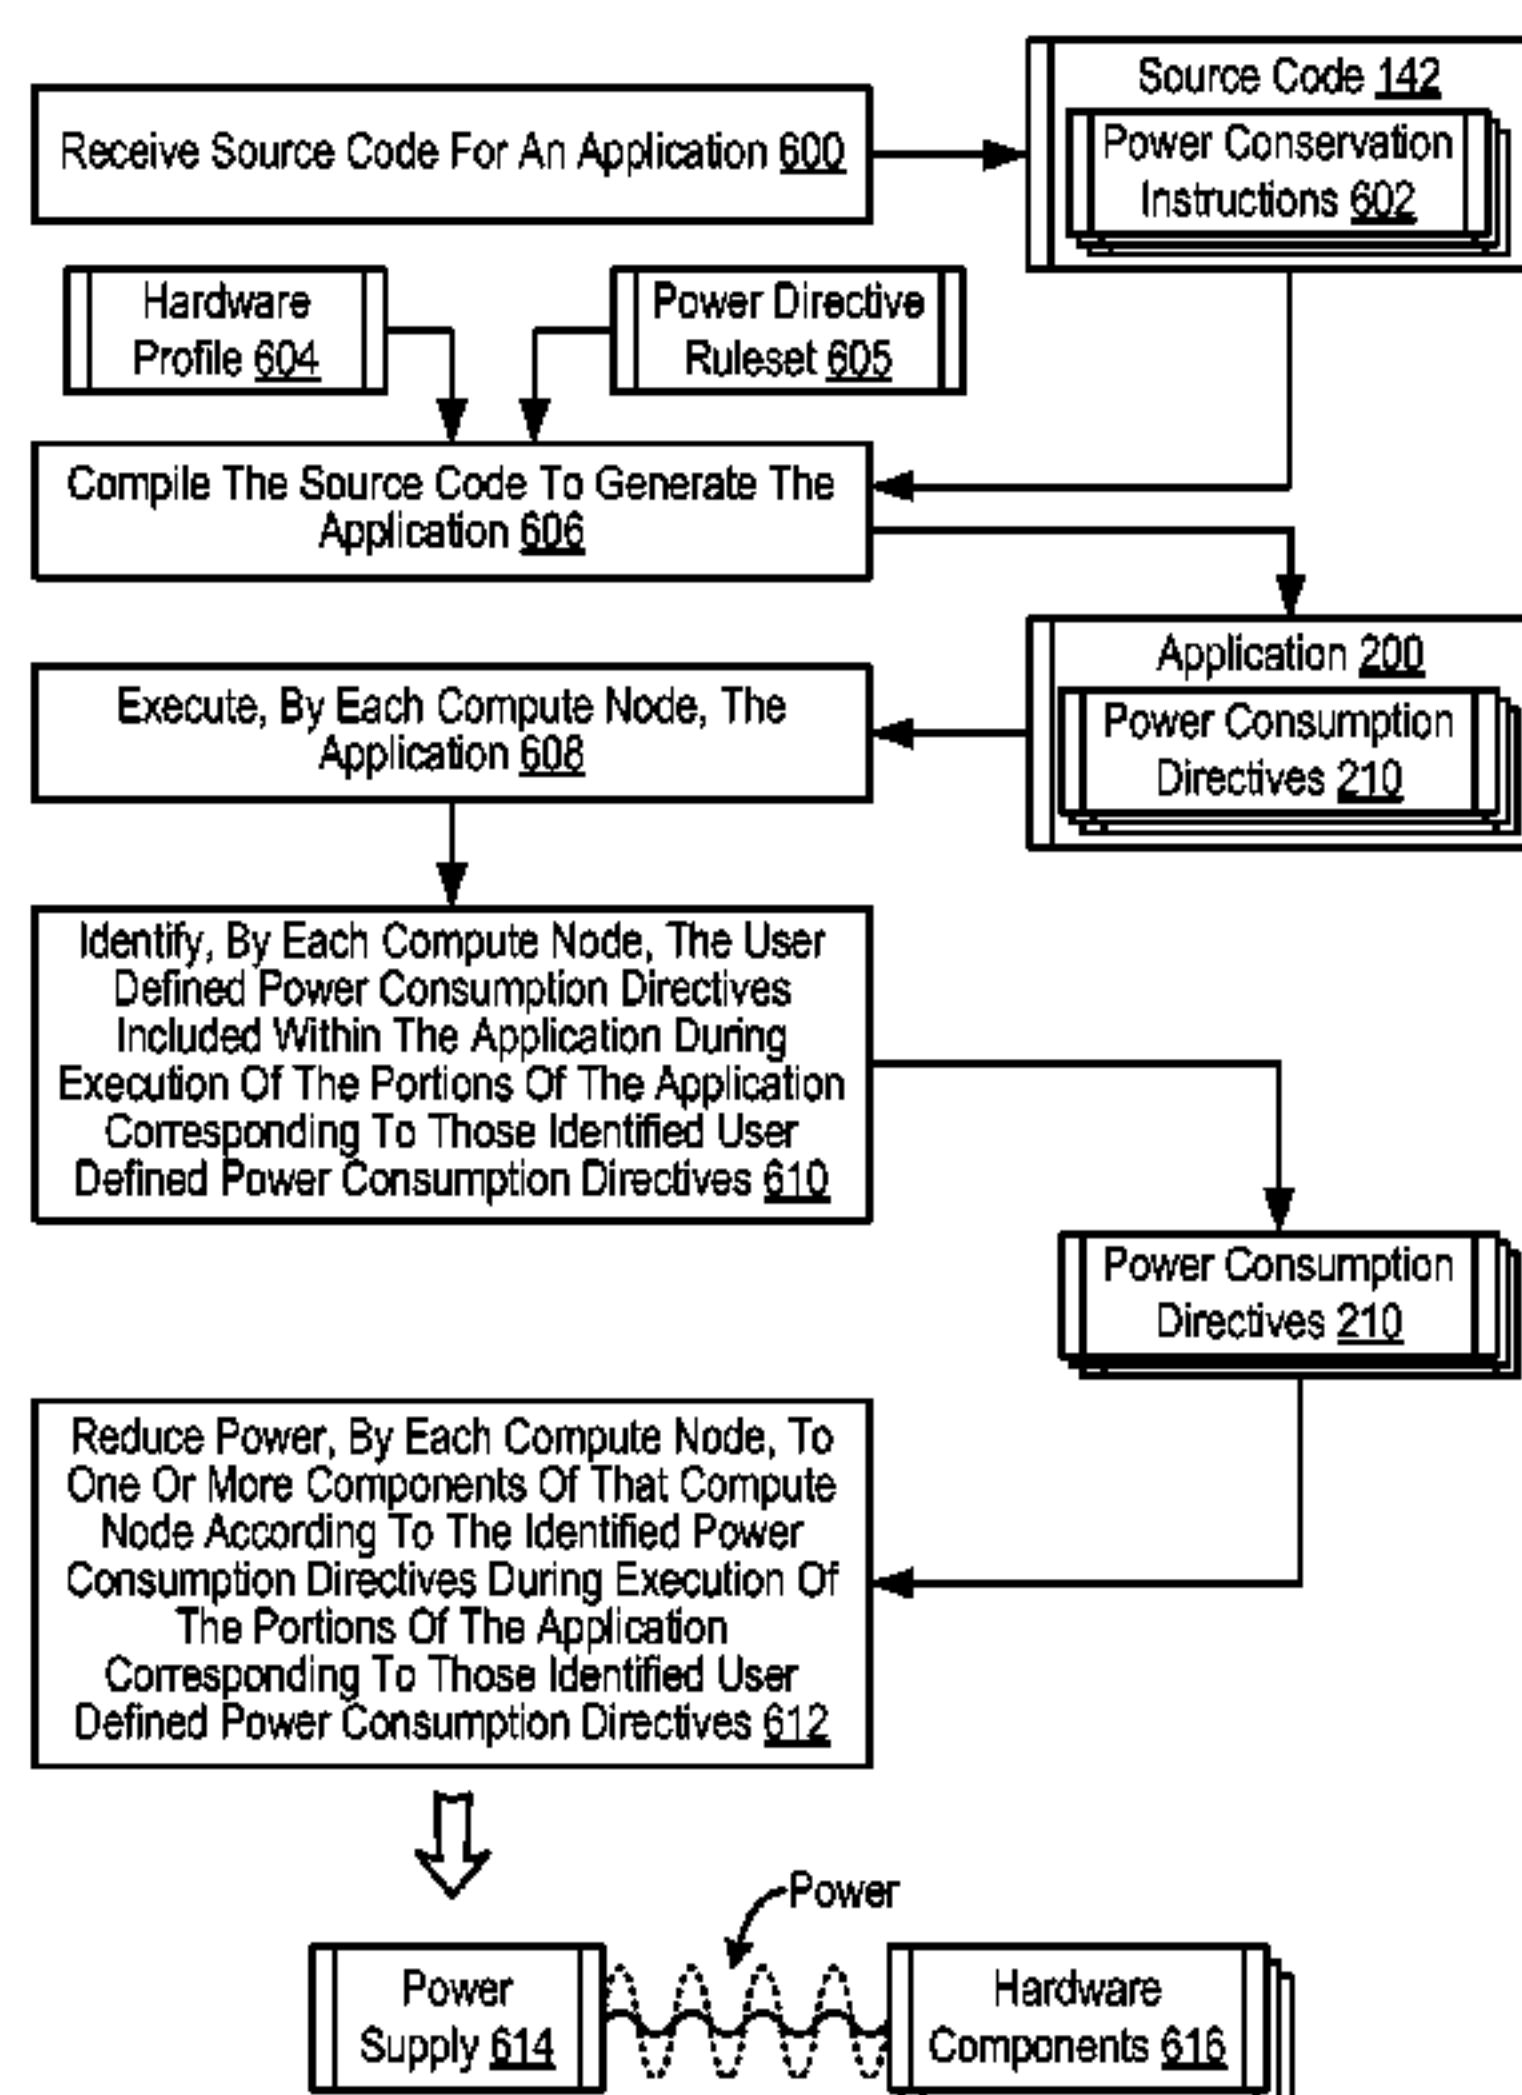 Receive Source Code For An Application 600
Source Code 142
Power Conservation
Instructions 602
Hardware
Profile 604
Power Directive
Ruleset 605
Compile The Source Code To Generate The
Application 606
Application 200
Power Consumption
Directives 210
Execute, By Each Compute Node, The
Application 608
Identify, By Each Compute Node, The User
Defined Power Consumption Directives
Included Within The Application During
Execution Of The Portions Of The Application
Corresponding To Those Identified User
Defined Power Consumption Directives 610
Power Consumption
Directives 210
Reduce Power, By Each Compute Node, To
One Or More Components Of That Compute
Node According To The Identified Power
Consumption Directives During Execution Of
The Portions Of The Application
Corresponding To Those Identified User
Defined Power Consumption Directives 612
Power
Power
Supply 614
Hardware
Components 616